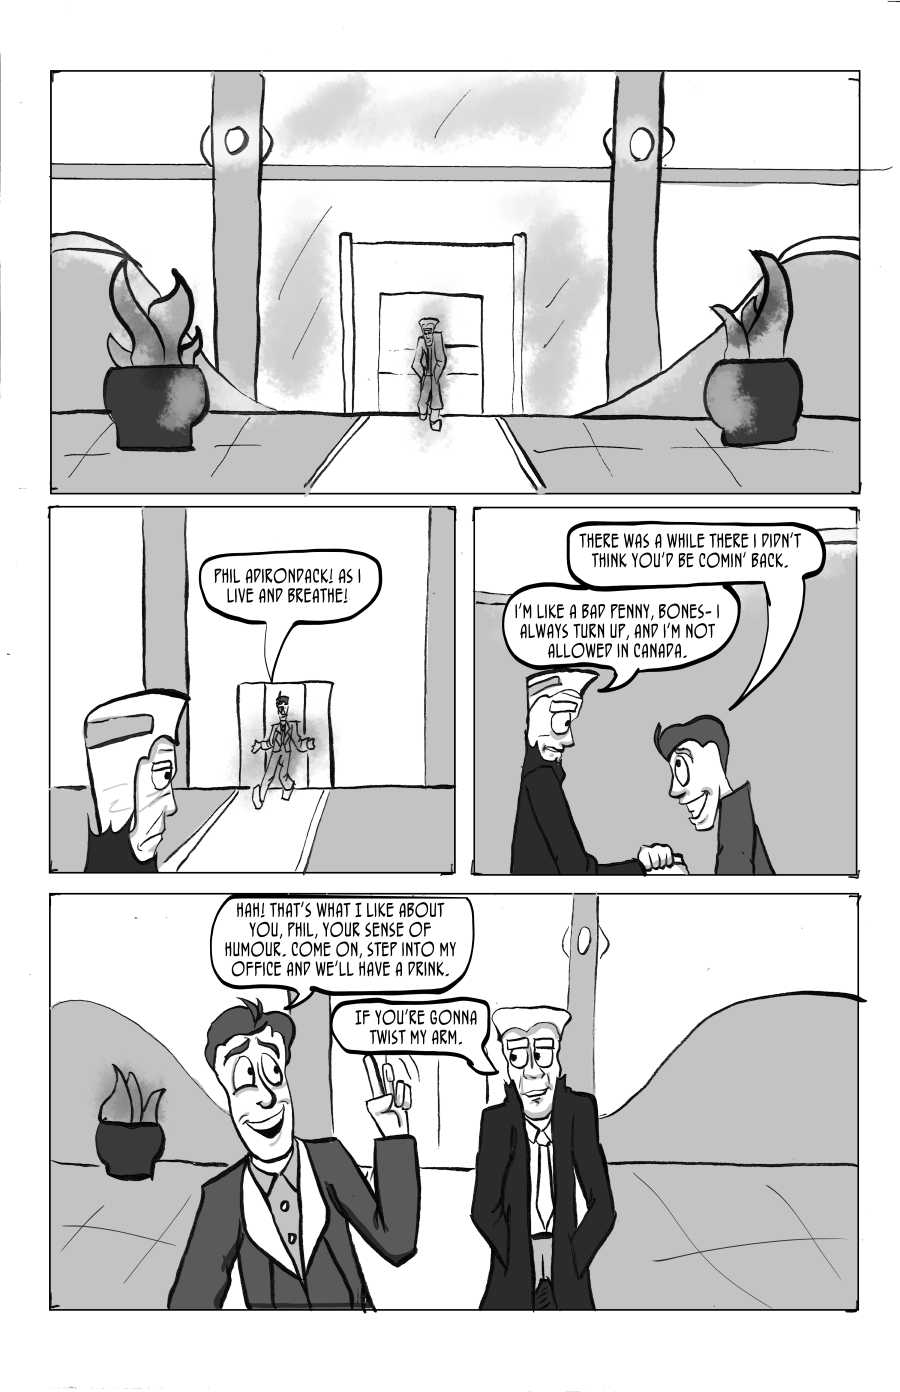 PHIL ADIRONDACK! AS I
LIVE AND BREATHE!
THERE WAS A WHILE THERE I DIDN'T
THINK YOU'D BE COMIN' BACK.
I'M LIKE A BAD PENNY, BONES- I
ALWAYS TURN UP, AND I'M NOT
ALLOWED IN CANADA.
HAH! THAT'S WHAT I LIKE ABOUT
YOU, PHIL, YOUR SENSE OF
HUMOUR. COME ON, STEP INTO MY
OFFICE AND WE'LL HAVE A DRINK.
IF YOU'RE GONNA
TWIST MY ARM.